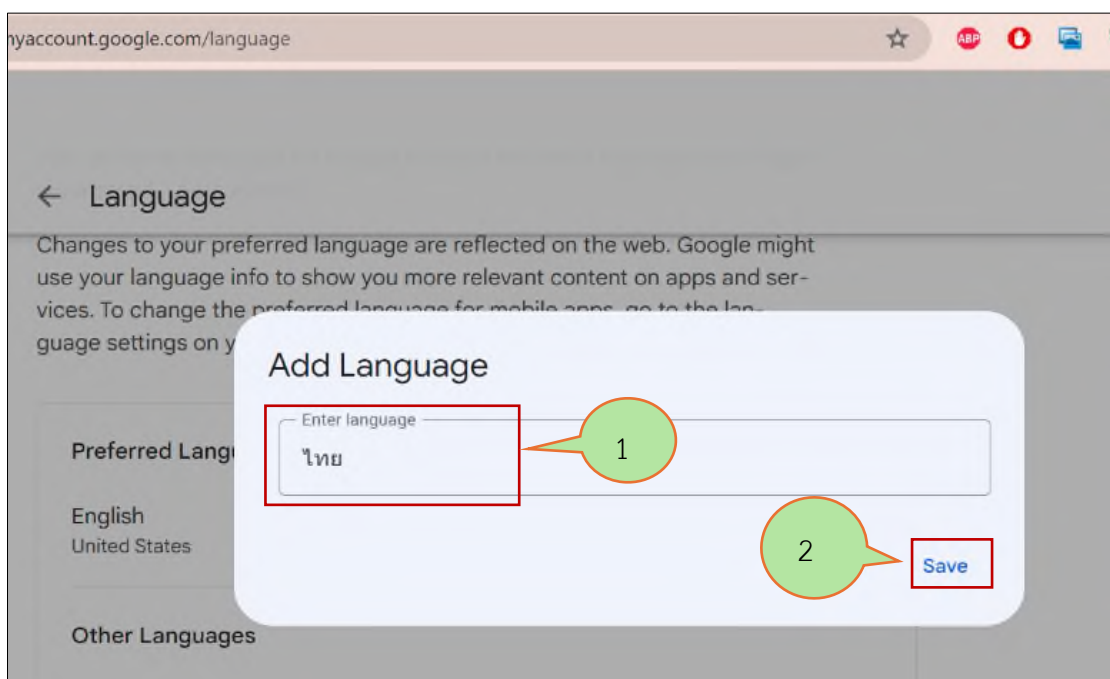 nyaccount.google.com/language
ABP
Language
Changes to your preferred language are reflected on the web. Google might
use your language info to show you more relevant content on apps and ser-
vices. To change the preferred language for mobile apps, go to the lan-
guage settings on y
Add Language
Enter language
ไทย
1
2
Save
Preferred Langu
English
United States
Other Languages